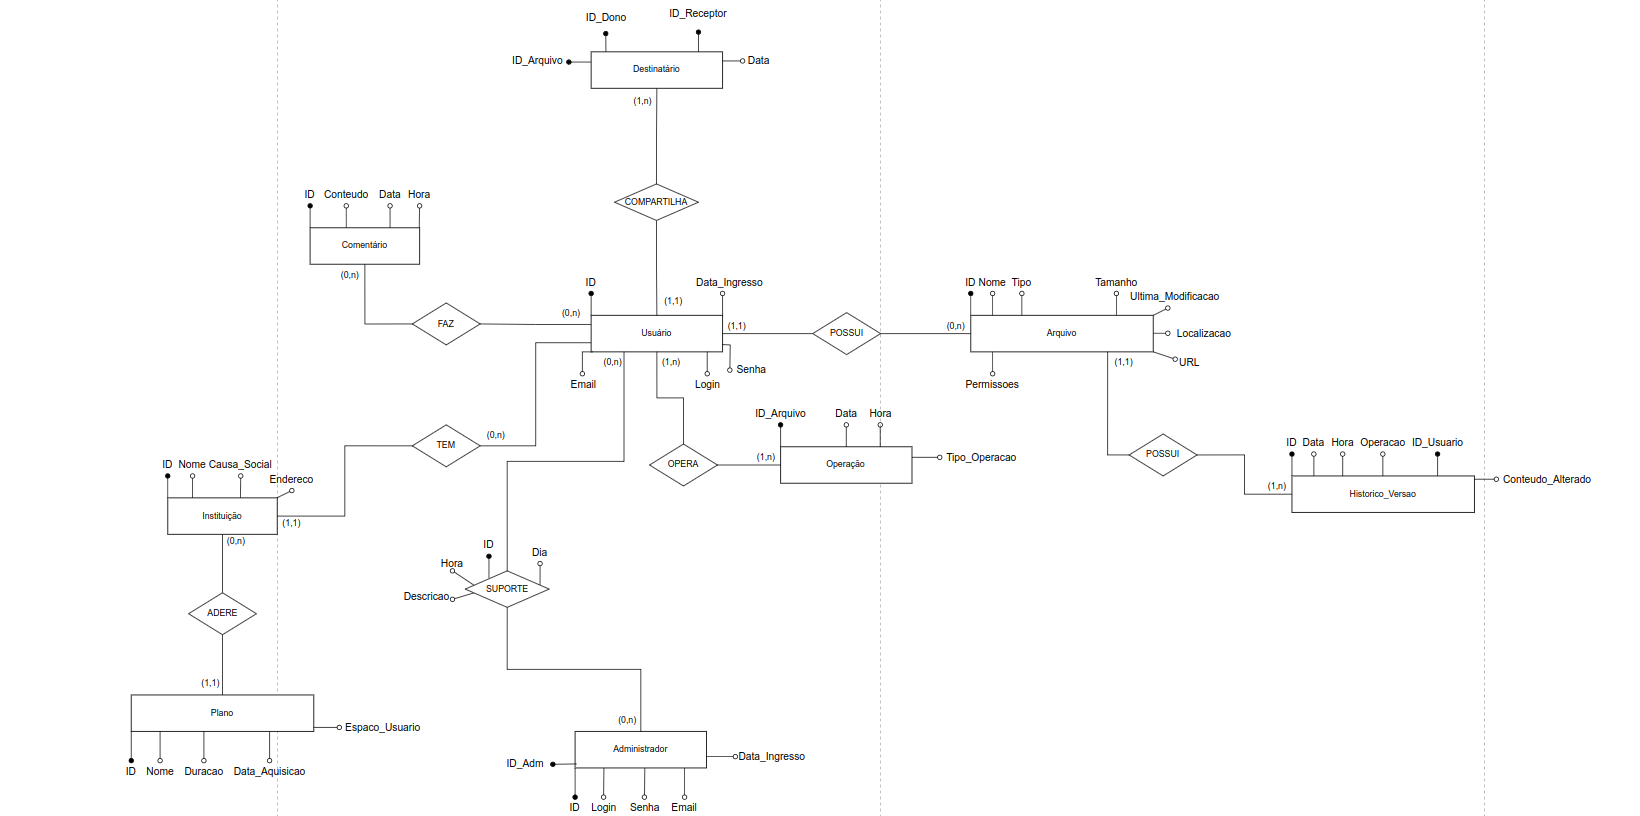 ID_Dono
ID_Receptor
ID_Arquivo
Destinatário
Data
(1,n)
COMPARTILHA
(1,1)
ID
Conteudo
Data
Hora
Comentário
(0,n)
FAZ
(0,n)
ID
Data_Ingresso
Usuário
(1,1)
(0,n)
(1,n)
Email
Login
Senha
POSSUI
(0,n)
ID
Nome
Tipo
Tamanho
Ultima_Modificacao
Arquivo
Localizacao
URL
Permissoes
(1,1)
POSSUI
(1,n)
ID
Data
Hora
Operacao
ID_Usuario
Historico_Versao
Conteudo_Alterado
OPERA
(1,n)
ID_Arquivo
Data
Hora
Operação
Tipo_Operacao
TEM
(0,n)
ID
Nome
Causa_Social
Endereco
Instituição
(1,1)
(0,n)
ADERE
(1,1)
Plano
Espaco_Usuario
ID
Nome
Duracao
Data_Aquisicao
ID
Dia
Hora
Descricao
SUPORTE
(0,n)
Administrador
ID_Adm
Data_Ingresso
ID
Login
Senha
Email